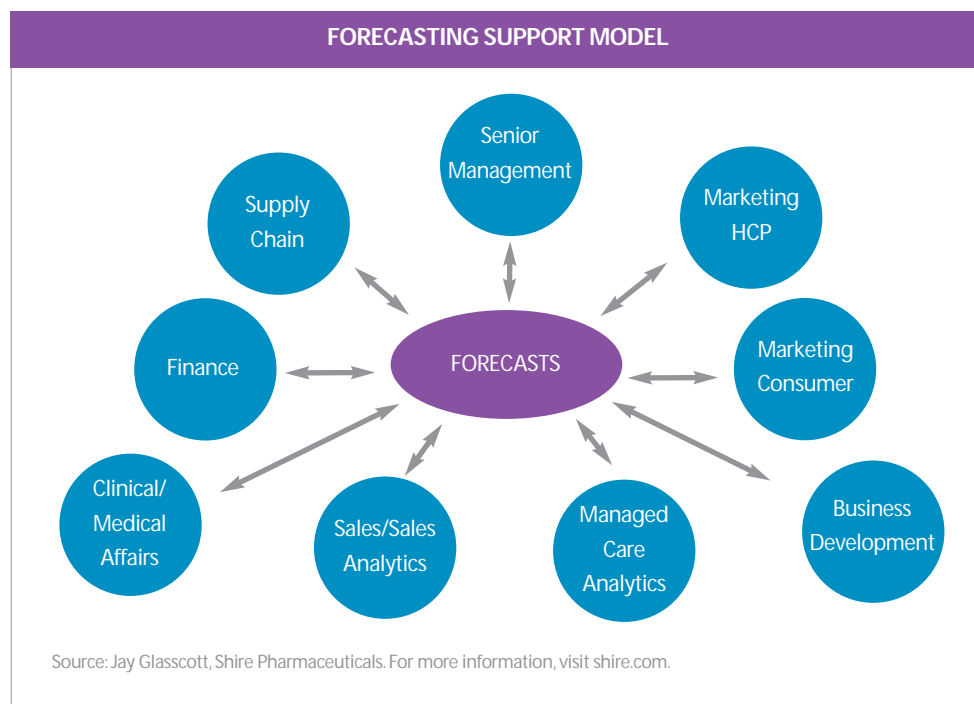 FORECASTING SUPPORT MODEL
Senior
Management
Supply
Chain
Marketing
HCP
Finance
FORECASTS
Marketing
Consumer
Clinical/
Medical
Affairs
Sales/Sales
Analytics
Managed
Care
Analytics
Business
Development
Source: Jay Glasscott, Shire Pharmaceuticals. For more information, visit shire.com.